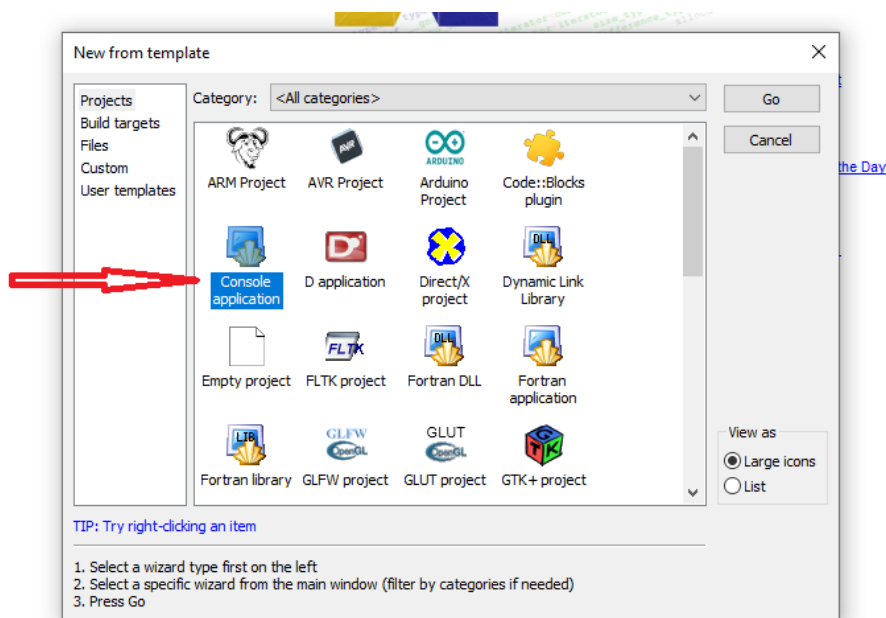 New from template
Projects
Build targets
Files
Custom
User templates
Category: <All categories>
Go
Cancel
ARM Project
AVR
AVR Project
ARDUINO
Arduino
Project
Code::Blocks
plugin
Console
application
D
D application
Direct/X
project
DLL
Dynamic Link
Library
Empty project
FLTK
FLTK project
DLL
Fortran DLL
Fortran
application
LIB
Fortran library
GLFW
OpenGL
GLFW project
GLUT
OpenGL
GLUT project
GTK
GTK+ project
the Day
View as
Large icons
List
TIP: Try right-clicking an item
1. Select a wizard type first on the left
2. Select a specific wizard from the main window (filter by categories if needed)
3. Press Go